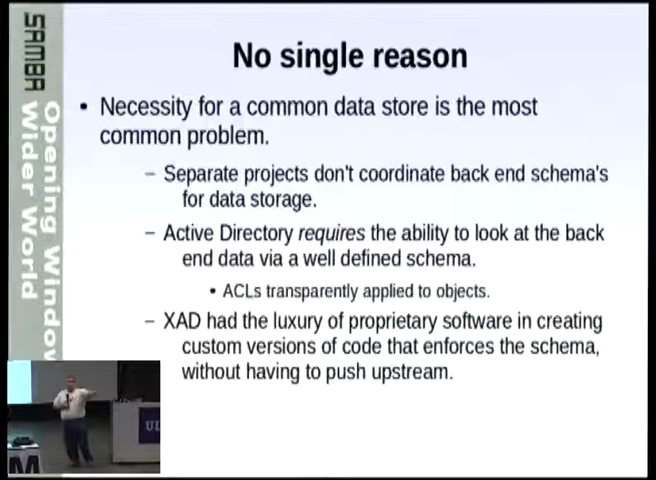 No single reason
• Necessity for a common data store is the most
common problem.
– Separate projects don't coordinate back end schema's
for data storage.
– Active Directory requires the ability to look at the back
end data via a well defined schema.
• ACLs transparently applied to objects.
– XAD had the luxury of proprietary software in creating
custom versions of code that enforces the schema,
without having to push upstream.
SAMBA
Opening Window
Wider World
UL
M